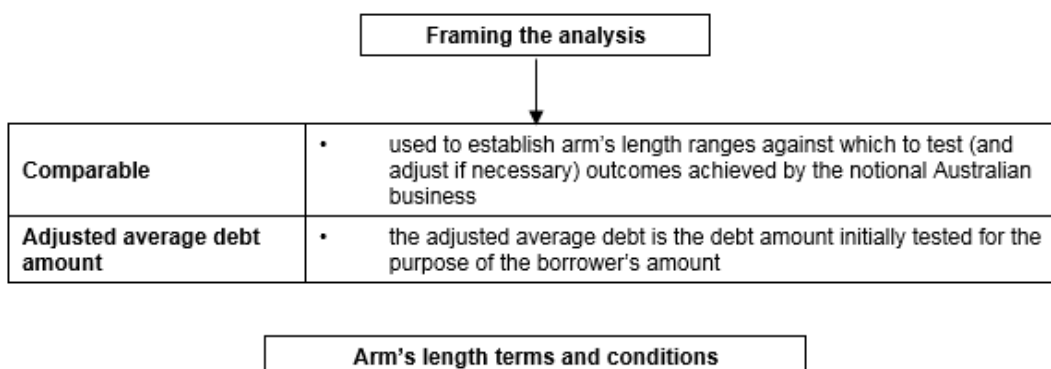 Framing the analysis
Comparable
• used to establish arm's length ranges against which to test (and
adjust if necessary) outcomes achieved by the notional Australian
business
Adjusted average debt
amount
• the adjusted average debt is the debt amount initially tested for the
purpose of the borrower's amount
Arm's length terms and conditions